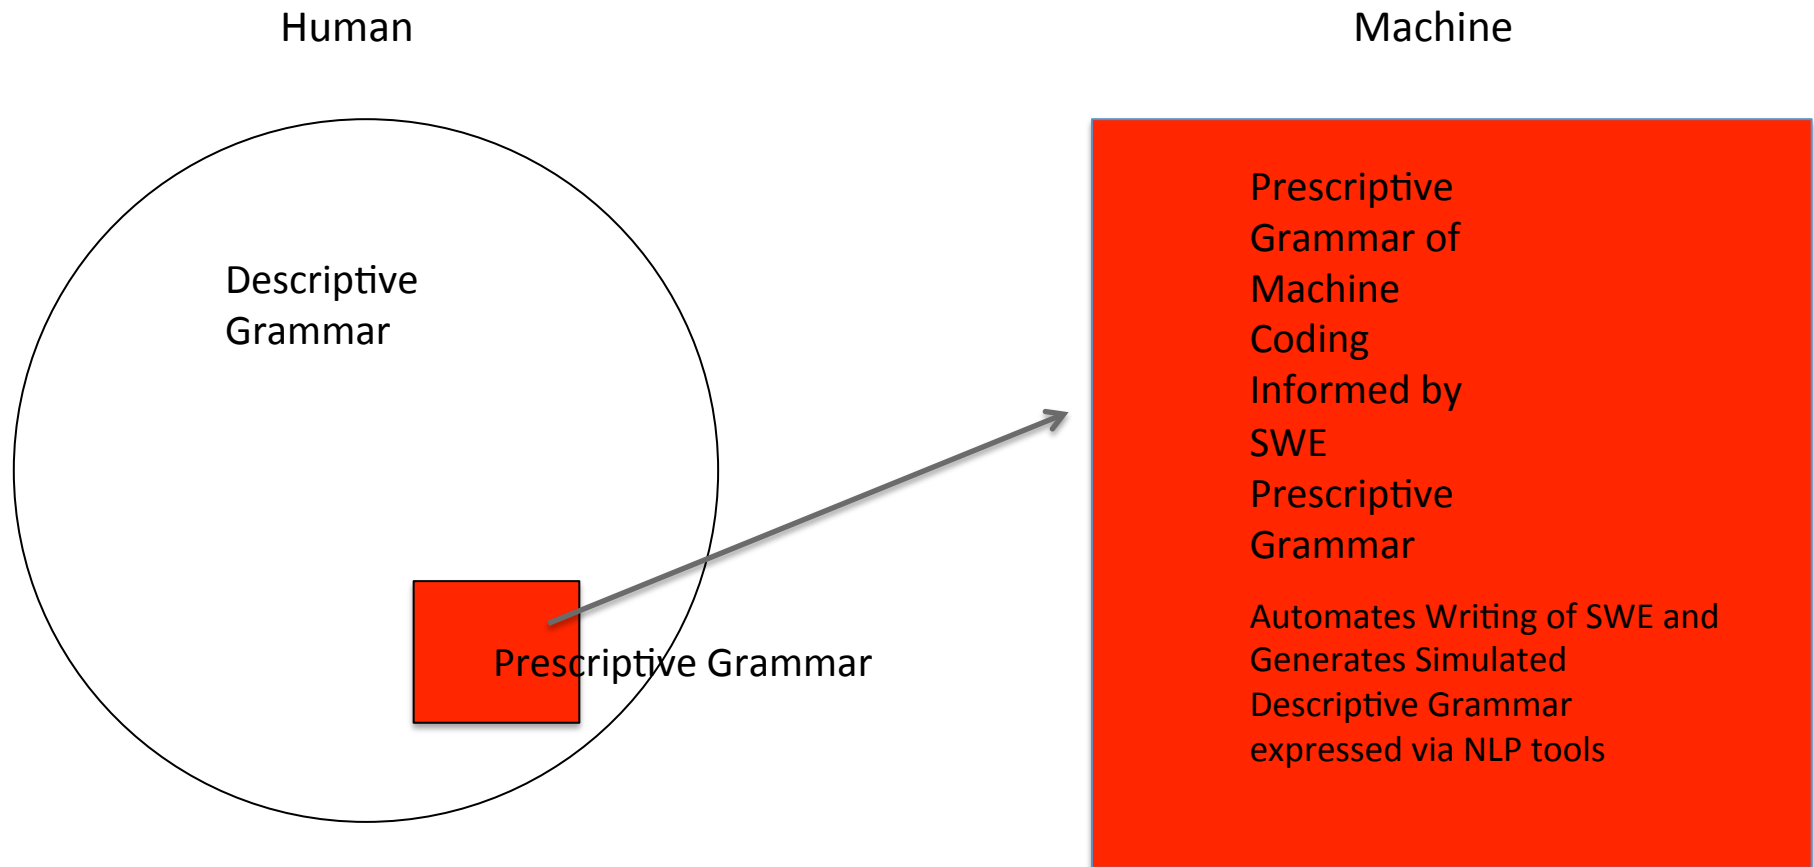 Human
Machine
Descriptive
Grammar
Prescriptive Grammar
Prescriptive
Grammar of
Machine
Coding
Informed by
SWE
Prescriptive
Grammar
Automates Writing of SWE and
Generates Simulated
Descriptive Grammar
expressed via NLP tools